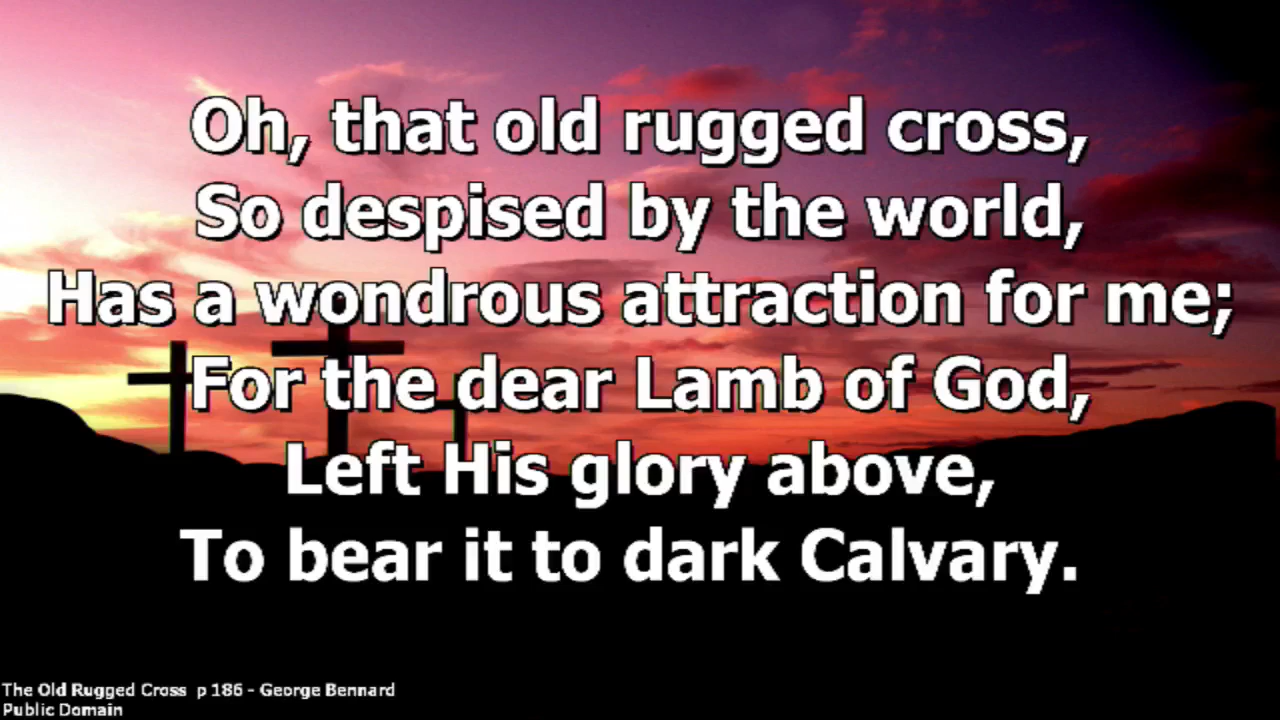 Oh, that old rugged cross,
So despised by the world,
Has a wondrous attraction for me;
For the dear Lamb of God,
Left His glory above,
To bear it to dark Calvary.
The Old Rugged Cross p 186 - George Bennard
Public Domain